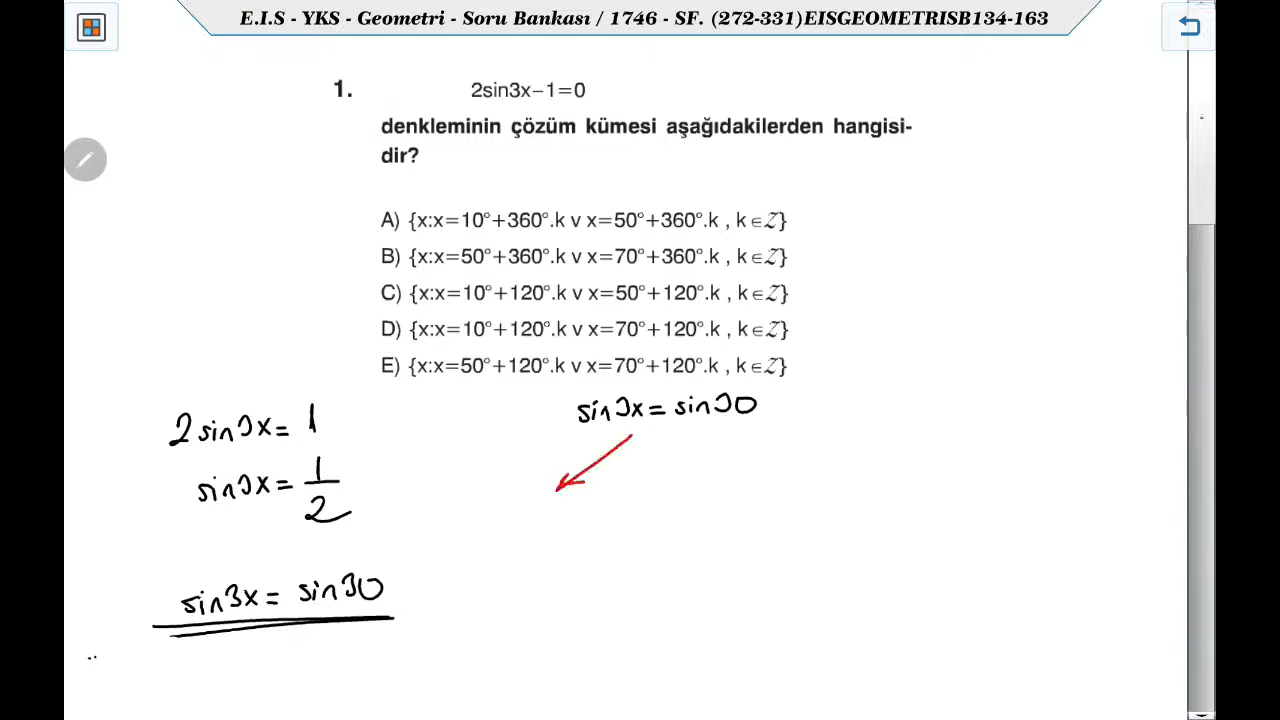 E.I.S - YKS - Geometri - Soru Bankası / 1746 - SF. (272-331)EISGEOMETRISB134-163
1. 2sin3x−1=0
denkleminin çözüm kümesi aşağıdakilerden hangisi-
dir?
A) {x:x=10°+360°.k v x=50°+360°.k , k∈Z}
B) {x:x=50°+360°.k v x=70°+360°.k , k∈Z}
C) {x:x=10°+120°.k v x=50°+120°.k , k∈Z}
D) {x:x=10°+120°.k v x=70°+120°.k , k∈Z}
E) {x:x=50°+120°.k v x=70°+120°.k , k∈Z}
sin3x = sin30
2sin3x = 1
sin3x = 1/2
sin3x = sin30